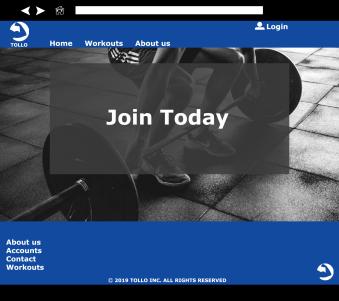 Login
TOLLO
Home Workouts About us
Join Today
About us
Accounts
Contact
Workouts
© 2019 TOLLO INC. ALL RIGHTS RESERVED